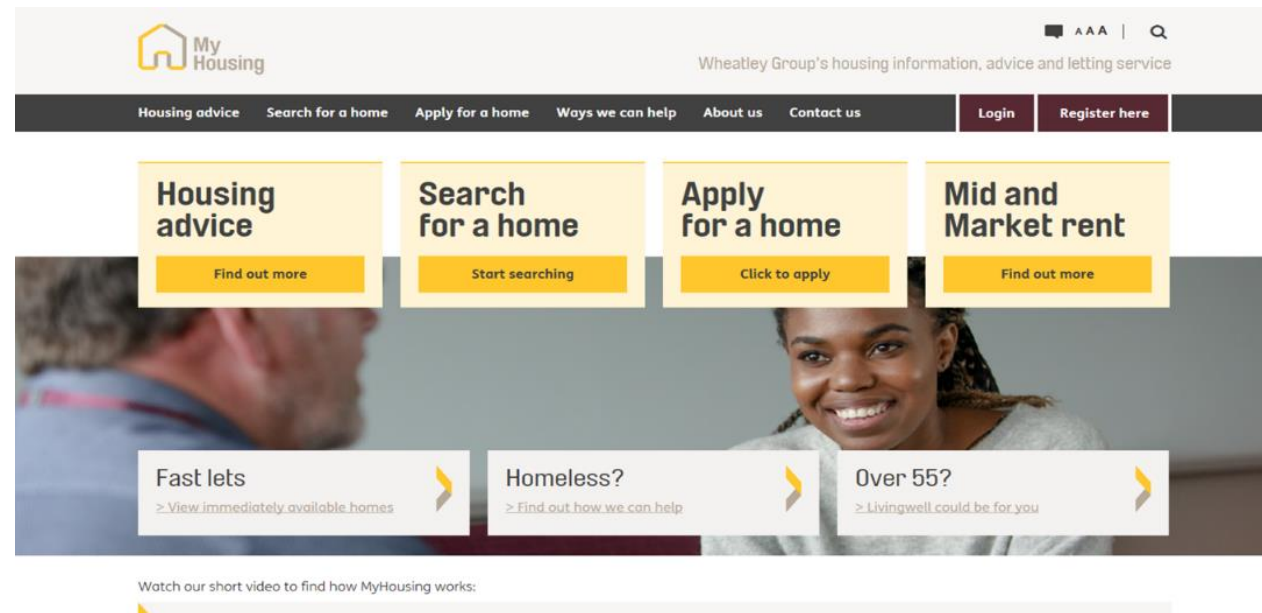 My
Housing
AAA |
Wheatley Group's housing information, advice and letting service
Housing advice Search for a home Apply for a home Ways we can help About us Contact us Login Register here
Housing
advice
Find out more
Search
for a home
Start searching
Apply
for a home
Click to apply
Mid and
Market rent
Find out more
Fast lets
> View immediately available homes
Homeless?
> Find out how we can help
Over 55?
> Livingwell could be for you
Watch our short video to find how MyHousing works: